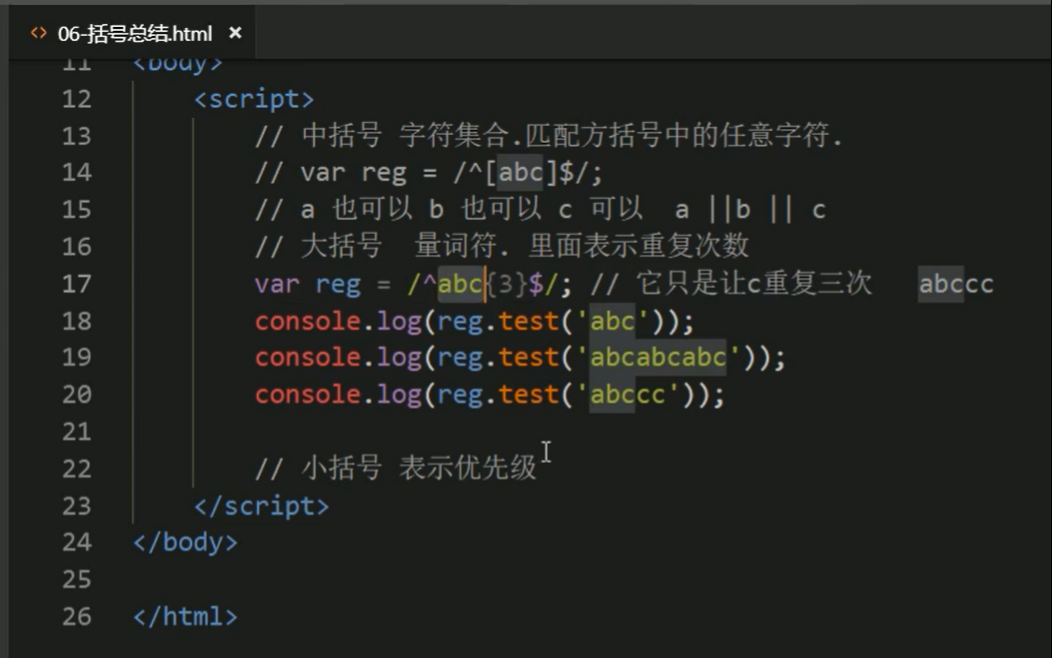 06-括号总结.html ×
11 <body>
12 <script>
13 // 中括号 字符集合.匹配方括号中的任意字符.
14 // var reg = /^[abc]$/;
15 // a 也可以 b 也可以 c 可以  a ||b || c
16 // 大括号  量词符. 里面表示重复次数
17 var reg = /^abc{3}$/; // 它只是让c重复三次   abccc
18 console.log(reg.test('abc'));
19 console.log(reg.test('abcabcabc'));
20 console.log(reg.test('abccc'));
21
22 // 小括号 表示优先级
23 </script>
24 </body>
25
26 </html>